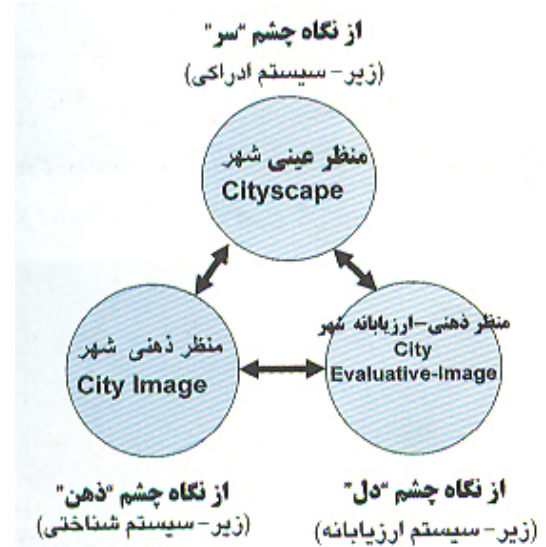 از نگاه چشم "سر"
(زیر-سیستم ادراکی)
منظر عینی شهر
Cityscape
منظر ذهنی-ارزیابانه شهر
City
Evaluative-Image
منظر ذهنی شهر
City Image
از نگاه چشم "دل"
(زیر-سیستم ارزیابانه)
از نگاه چشم "ذهن"
(زیر-سیستم شناختی)